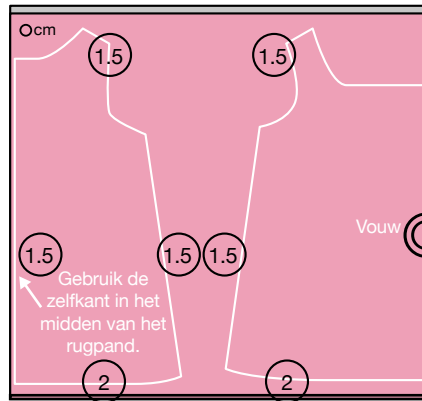 cm
1.5
1.5
Vouw
1.5
1.5
1.5
Gebruik de
zelfkant in het
midden van het
rugpand.
2
2